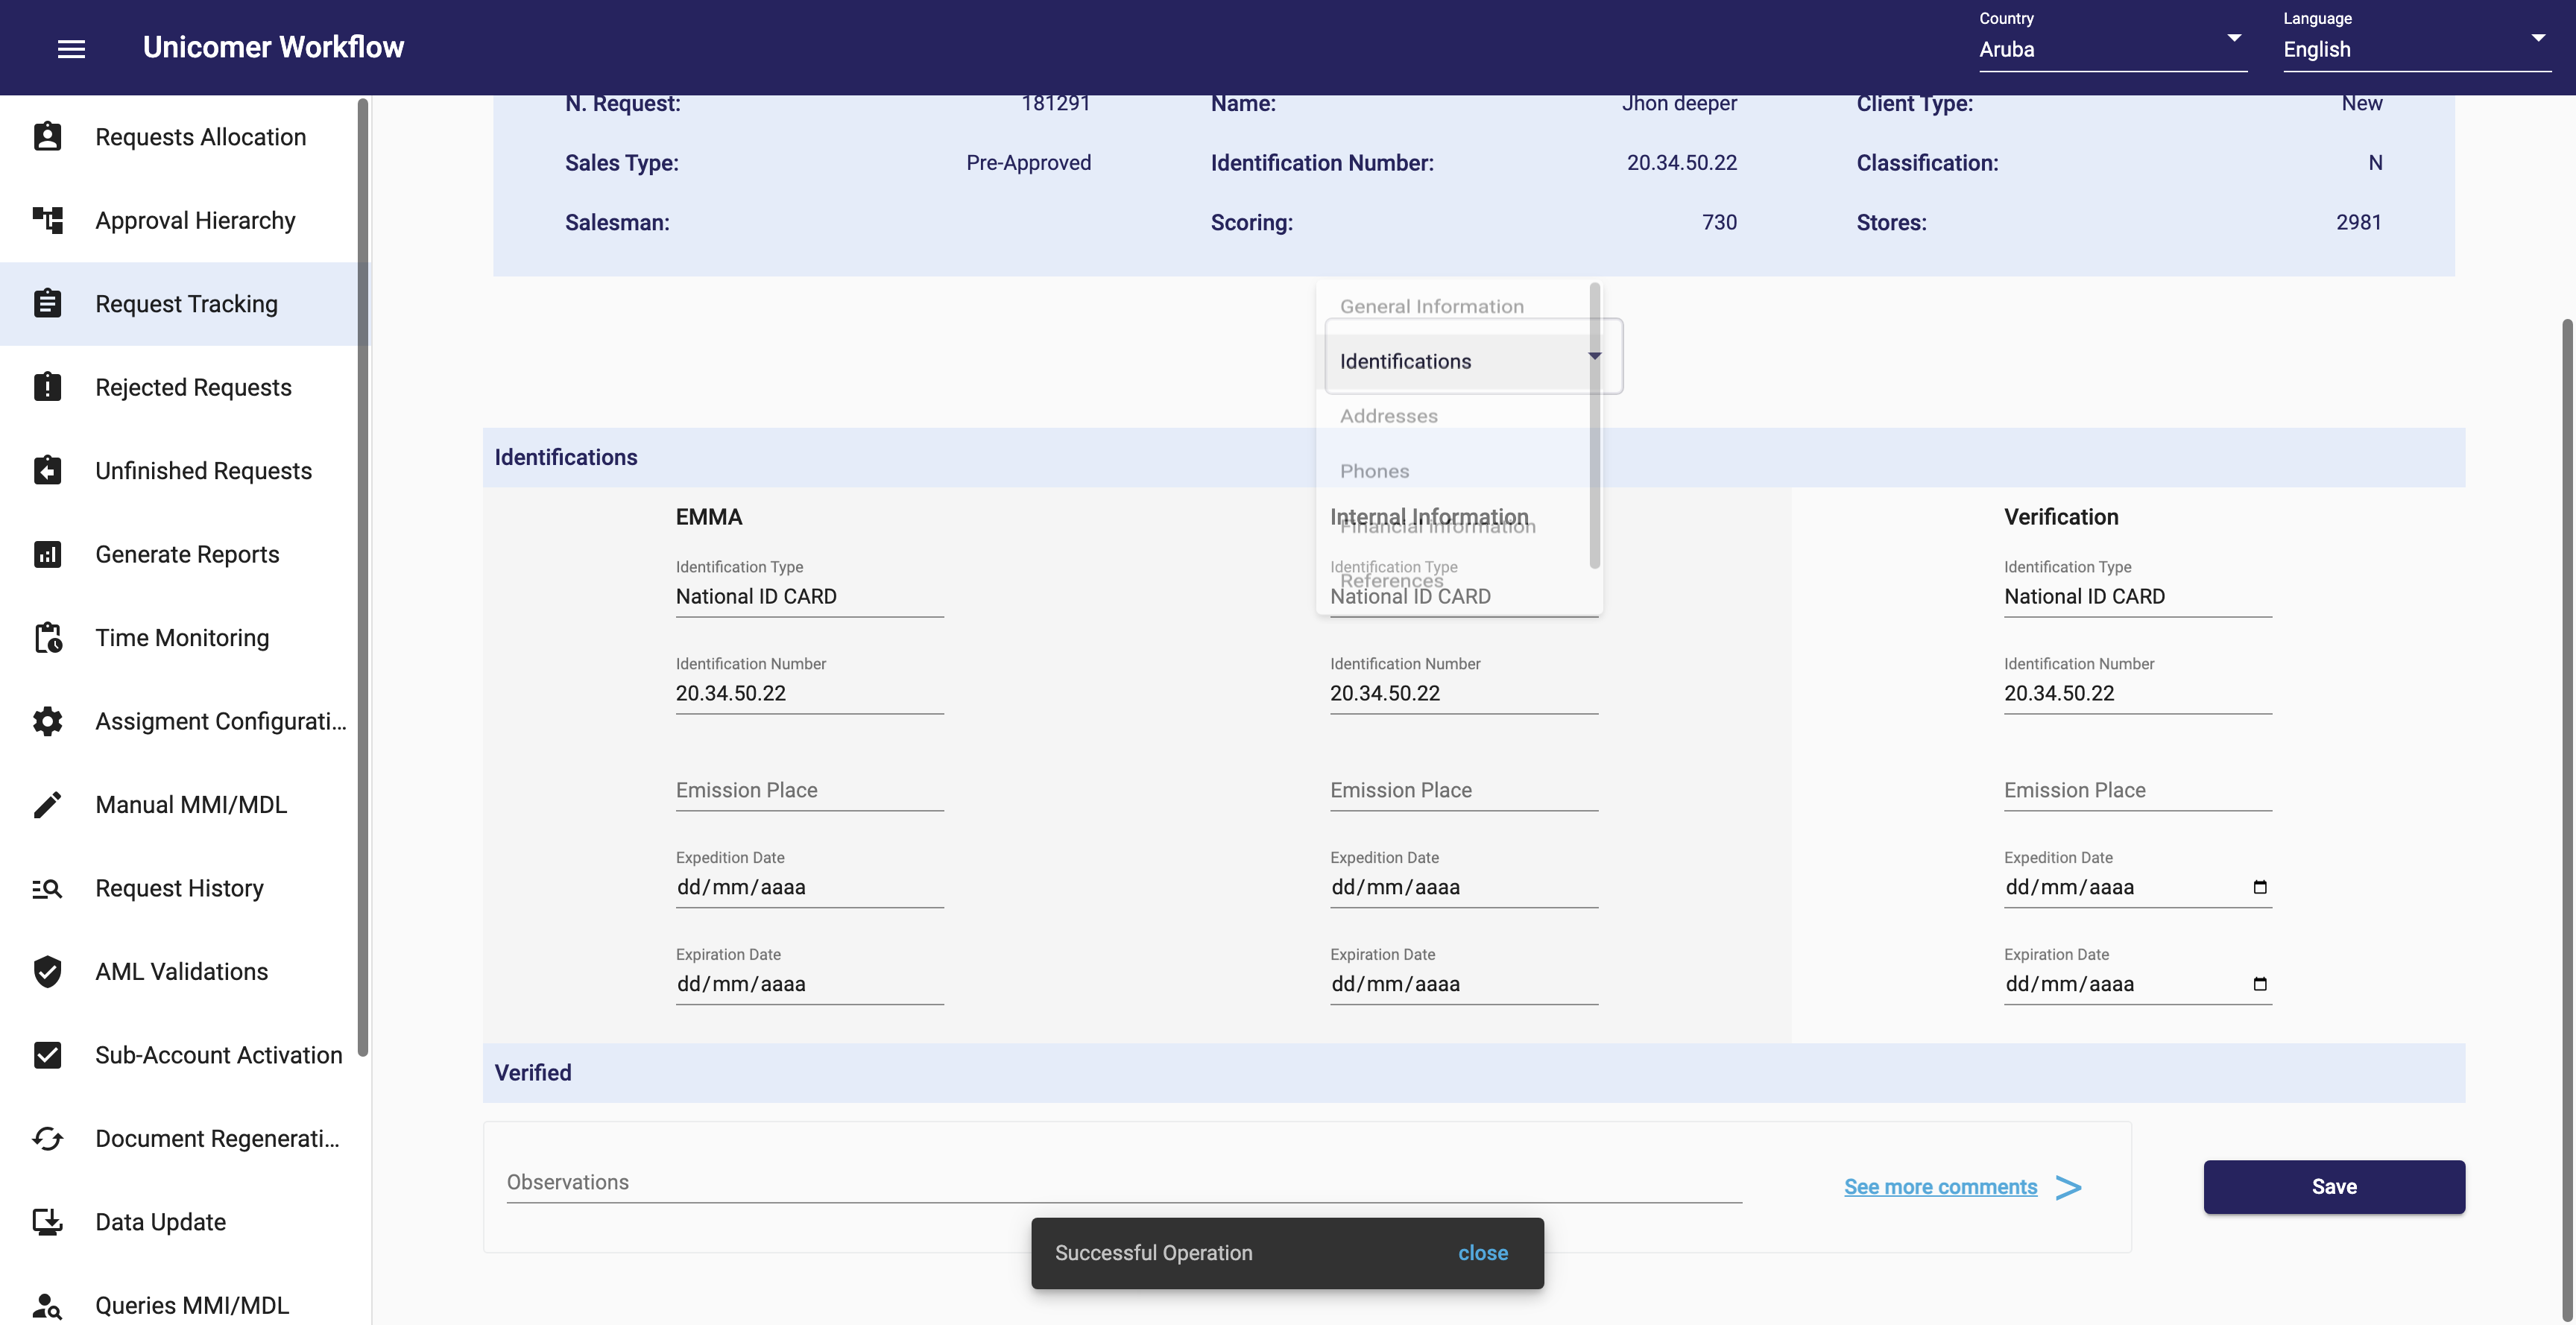 Unicomer Workflow
Country
Aruba
Language
English
Requests Allocation
Approval Hierarchy
Request Tracking
Rejected Requests
Unfinished Requests
Generate Reports
Time Monitoring
Assigment Configurati...
Manual MMI/MDL
Request History
AML Validations
Sub-Account Activation
Document Regenerati...
Data Update
Queries MMI/MDL
N. Request: 181291 Name: Jhon deeper Client Type: New
Sales Type: Pre-Approved Identification Number: 20.34.50.22 Classification: N
Salesman: Scoring: 730 Stores: 2981
General Information
Identifications
Addresses
Phones
Financial Information
References
Identifications
EMMA
Identification Type
National ID CARD
Identification Number
20.34.50.22
Emission Place
Expedition Date
dd/mm/aaaa
Expiration Date
dd/mm/aaaa
Internal Information
Identification Type
National ID CARD
Identification Number
20.34.50.22
Emission Place
Expedition Date
dd/mm/aaaa
Expiration Date
dd/mm/aaaa
Verification
Identification Type
National ID CARD
Identification Number
20.34.50.22
Emission Place
Expedition Date
dd/mm/aaaa
Expiration Date
dd/mm/aaaa
Verified
Observations
See more comments >
Save
Successful Operation close